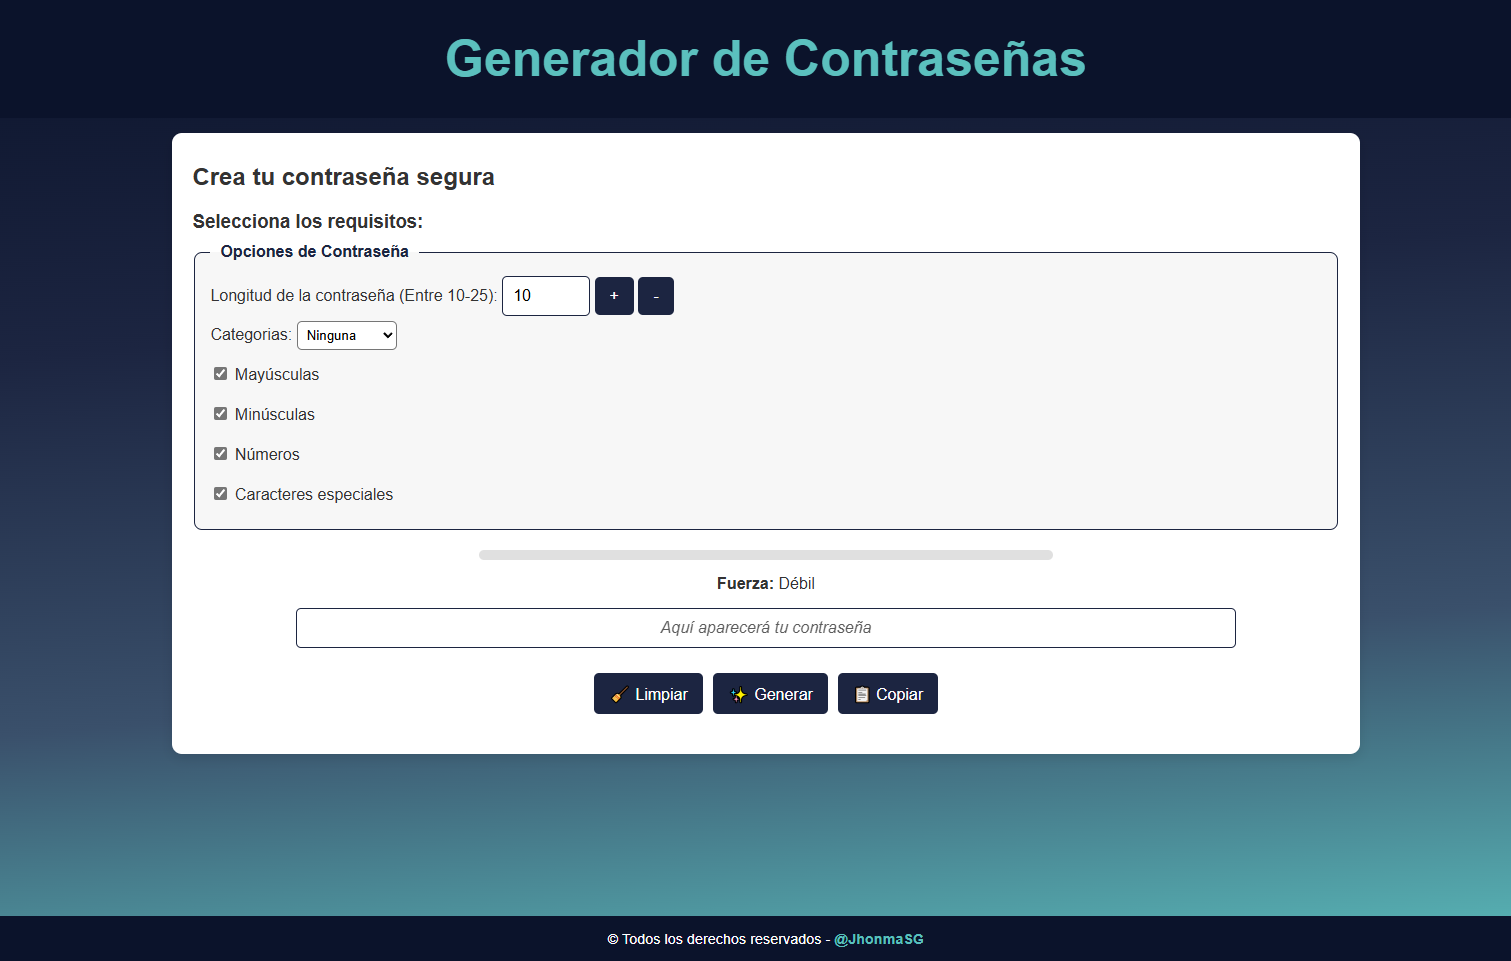 Generador de Contraseñas
Crea tu contraseña segura
Selecciona los requisitos:
Opciones de Contraseña
Longitud de la contraseña (Entre 10-25): 10 + -
Categorias: Ninguna
Mayúsculas
Minúsculas
Números
Caracteres especiales
Fuerza: Débil
Aquí aparecerá tu contraseña
Limpiar Generar Copiar
© Todos los derechos reservados - @JhonmaSG